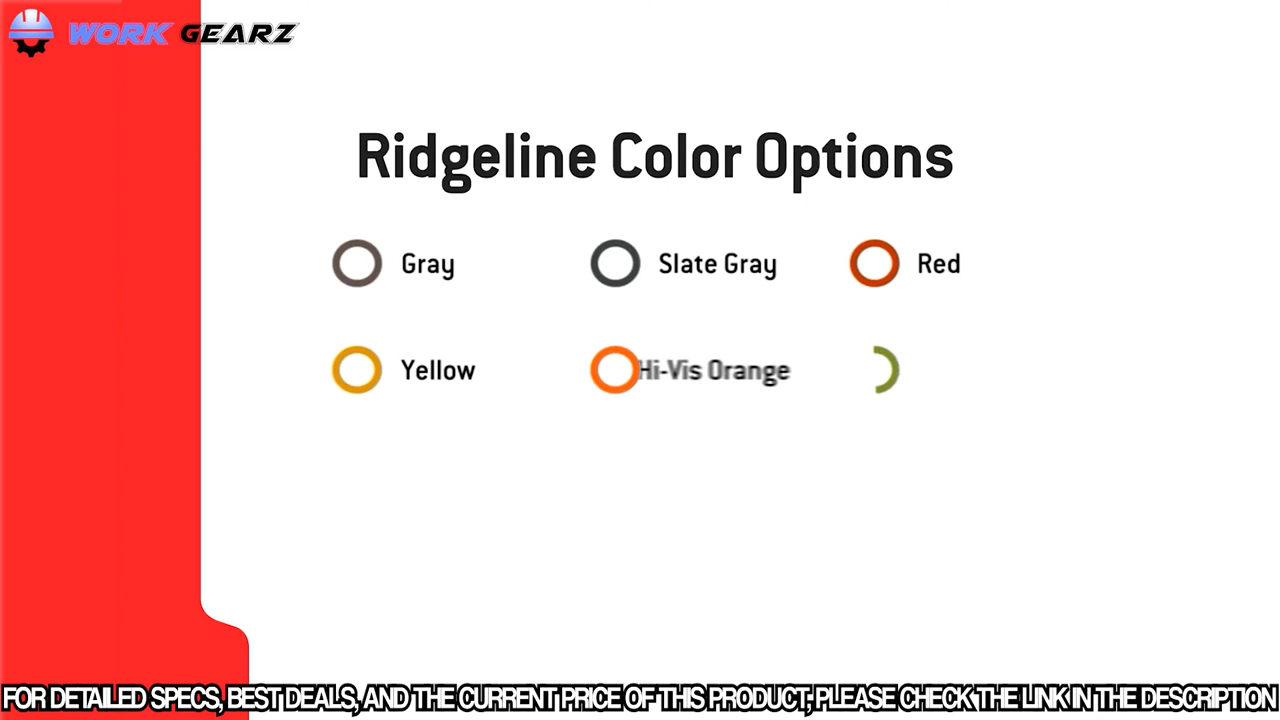 WORK GEARZ
Ridgeline Color Options
Gray
Slate Gray
Red
Yellow
Hi-Vis Orange
FOR DETAILED SPECS, BEST DEALS, AND THE CURRENT PRICE OF THIS PRODUCT, PLEASE CHECK THE LINK IN THE DESCRIPTION